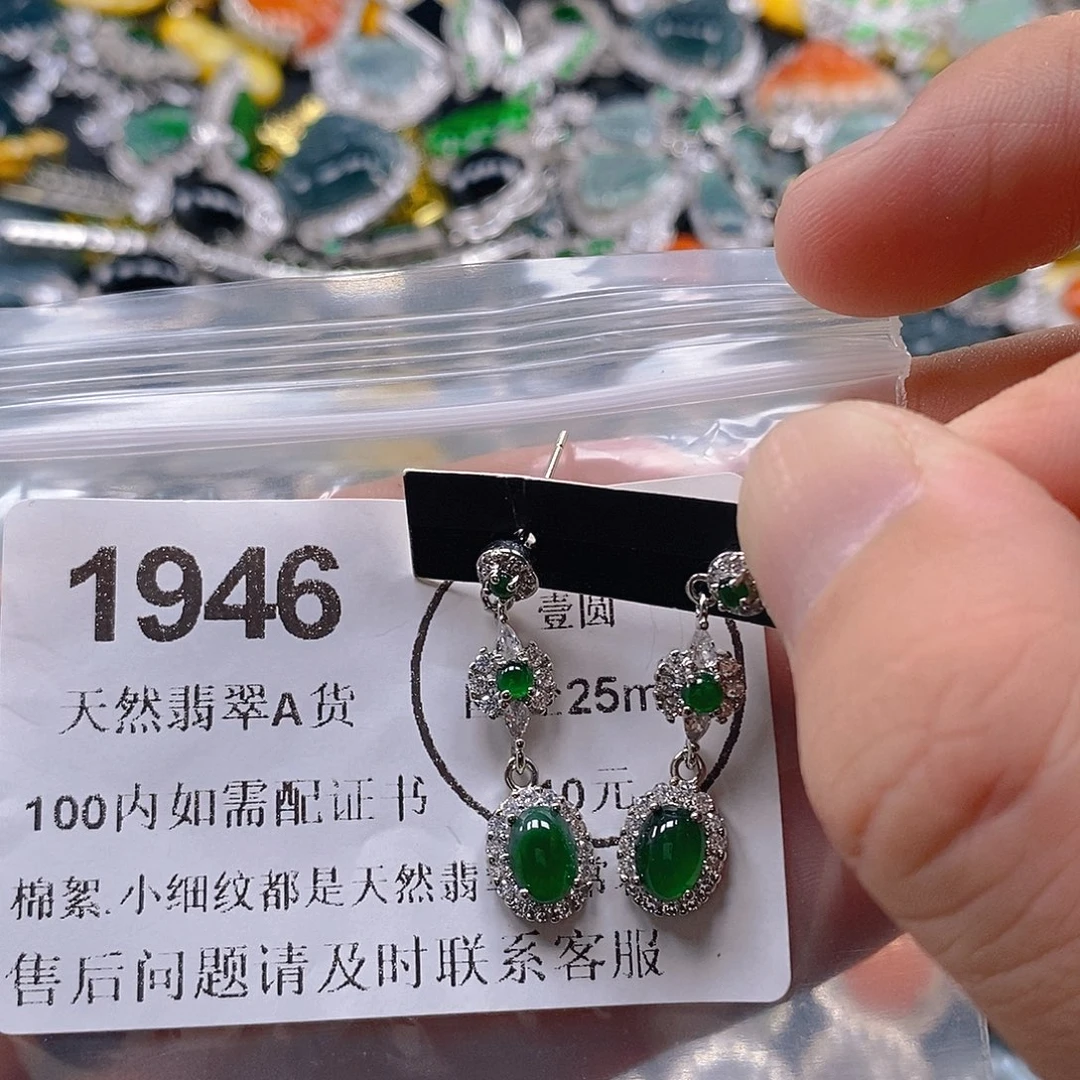 1946
壹圆
天然翡翠A货
25m
100内如需配证书
10元
棉絮.小细纹都是天然翡
售后问题请及时联系客服